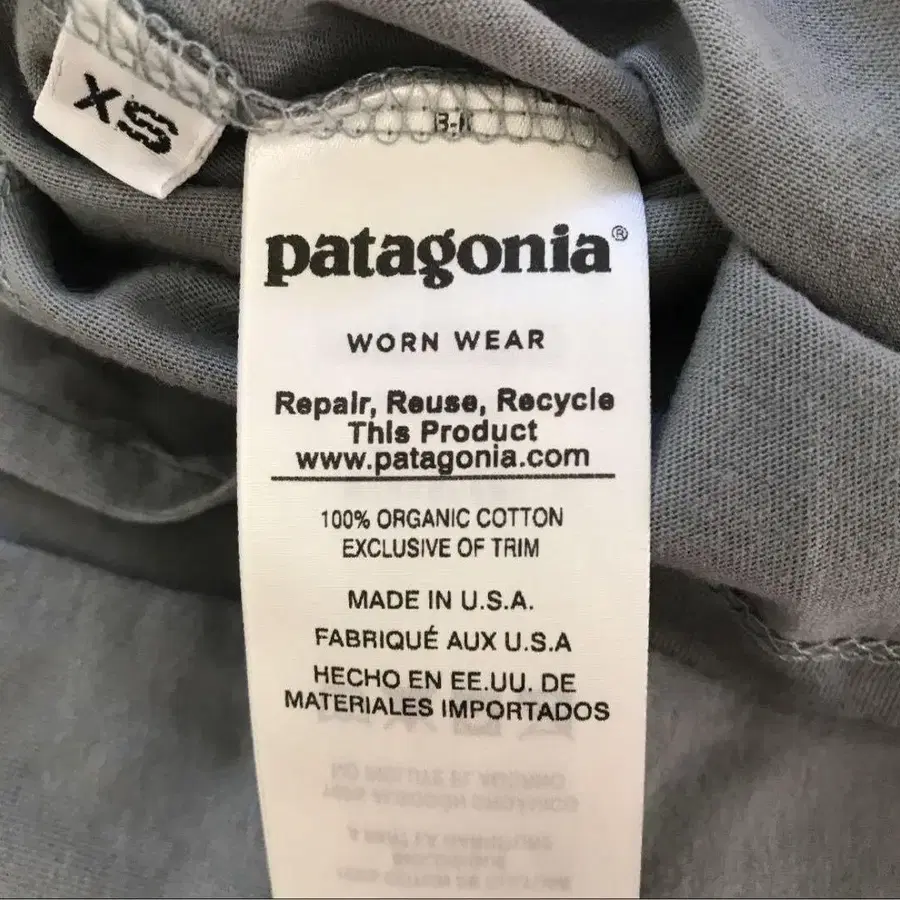 XS
patagonia®
WORN WEAR
Repair, Reuse, Recycle
This Product
www.patagonia.com
100% ORGANIC COTTON
EXCLUSIVE OF TRIM
MADE IN U.S.A.
FABRIQUÉ AUX U.S.A
HECHO EN EE.UU. DE
MATERIALES IMPORTADOS